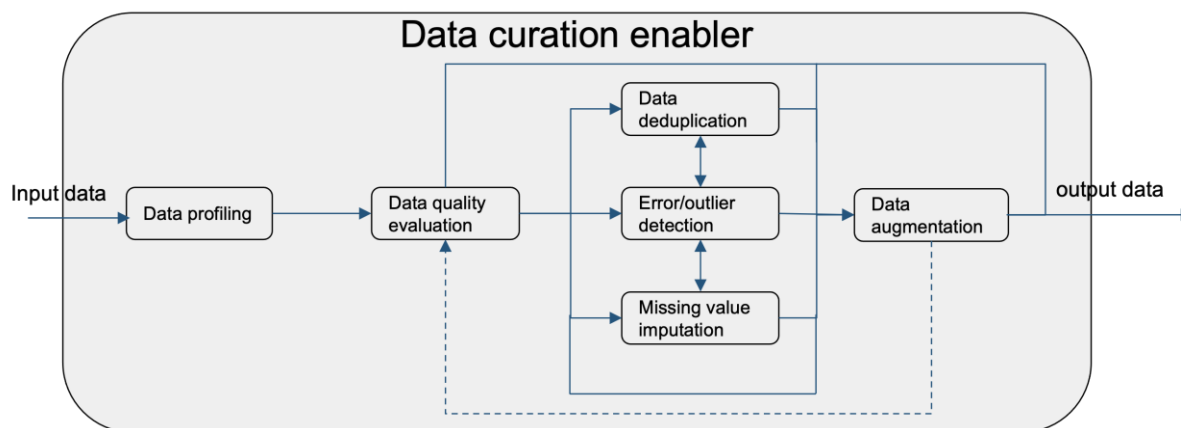 Data curation enabler
Input data
Data profiling
Data quality
evaluation
Data
deduplication
Error/outlier
detection
Missing value
imputation
Data
augmentation
output data